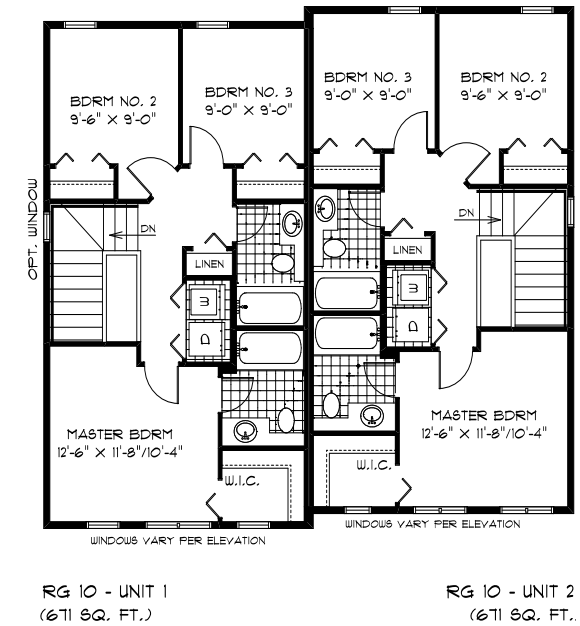 BDRM NO. 2
9'-6" X 9'-0"
BDRM NO. 3
9'-0" X 9'-0"
BDRM NO. 3
9'-0" X 9'-0"
BDRM NO. 2
9'-6" X 9'-0"
OPT. WINDOW
DN
DN
LINEN
LINEN
W
D
W
D
MASTER BDRM
12'-6" X 11'-8"/10'-4"
MASTER BDRM
12'-6" X 11'-8"/10'-4"
W.I.C.
W.I.C.
WINDOWS VARY PER ELEVATION
WINDOWS VARY PER ELEVATION
RG 10 - UNIT 1
(671 SQ. FT.)
RG 10 - UNIT 2
(671 SQ. FT.